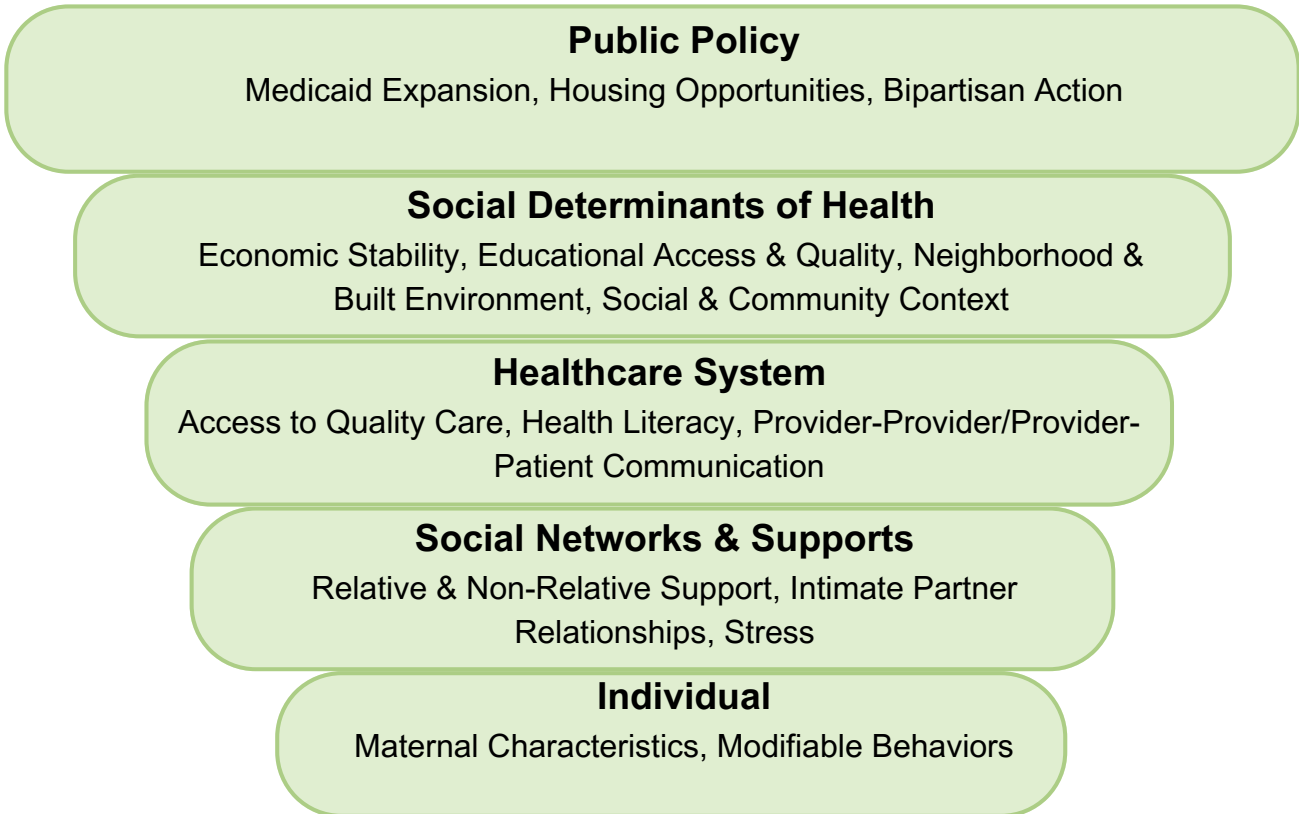 Public Policy
Medicaid Expansion, Housing Opportunities, Bipartisan Action
Social Determinants of Health
Economic Stability, Educational Access & Quality, Neighborhood &
Built Environment, Social & Community Context
Healthcare System
Access to Quality Care, Health Literacy, Provider-Provider/Provider-
Patient Communication
Social Networks & Supports
Relative & Non-Relative Support, Intimate Partner
Relationships, Stress
Individual
Maternal Characteristics, Modifiable Behaviors